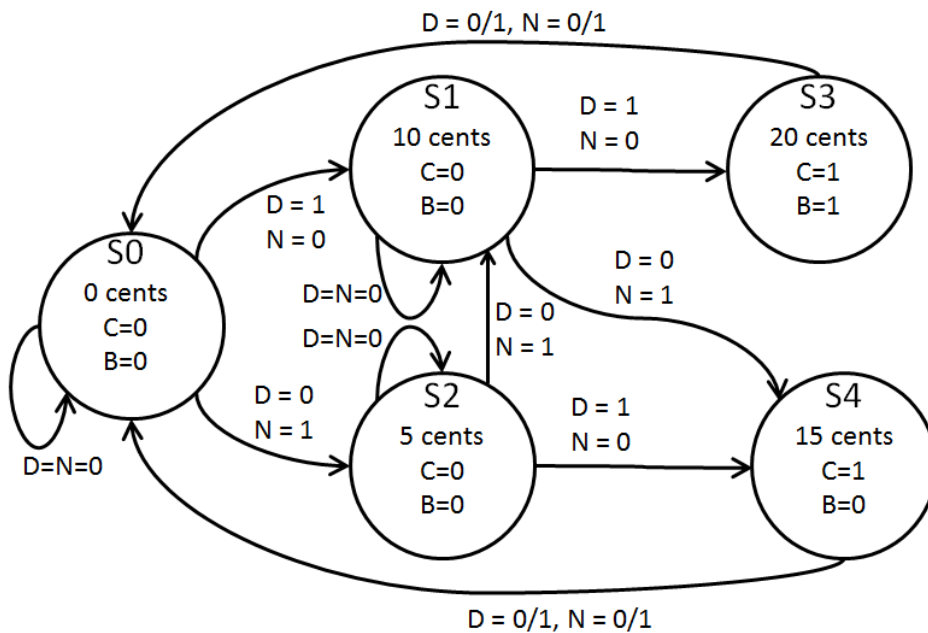 D = 0/1, N = 0/1
S1
10 cents
C=0
B=0
D = 1
N = 0
S3
20 cents
C=1
B=1
D = 1
N = 0
S0
0 cents
C=0
B=0
D=N=0
D=N=0
D = 0
N = 1
D = 0
N = 1
D = 0
N = 1
S2
5 cents
C=0
B=0
D = 1
N = 0
S4
15 cents
C=1
B=0
D=N=0
D = 0/1, N = 0/1